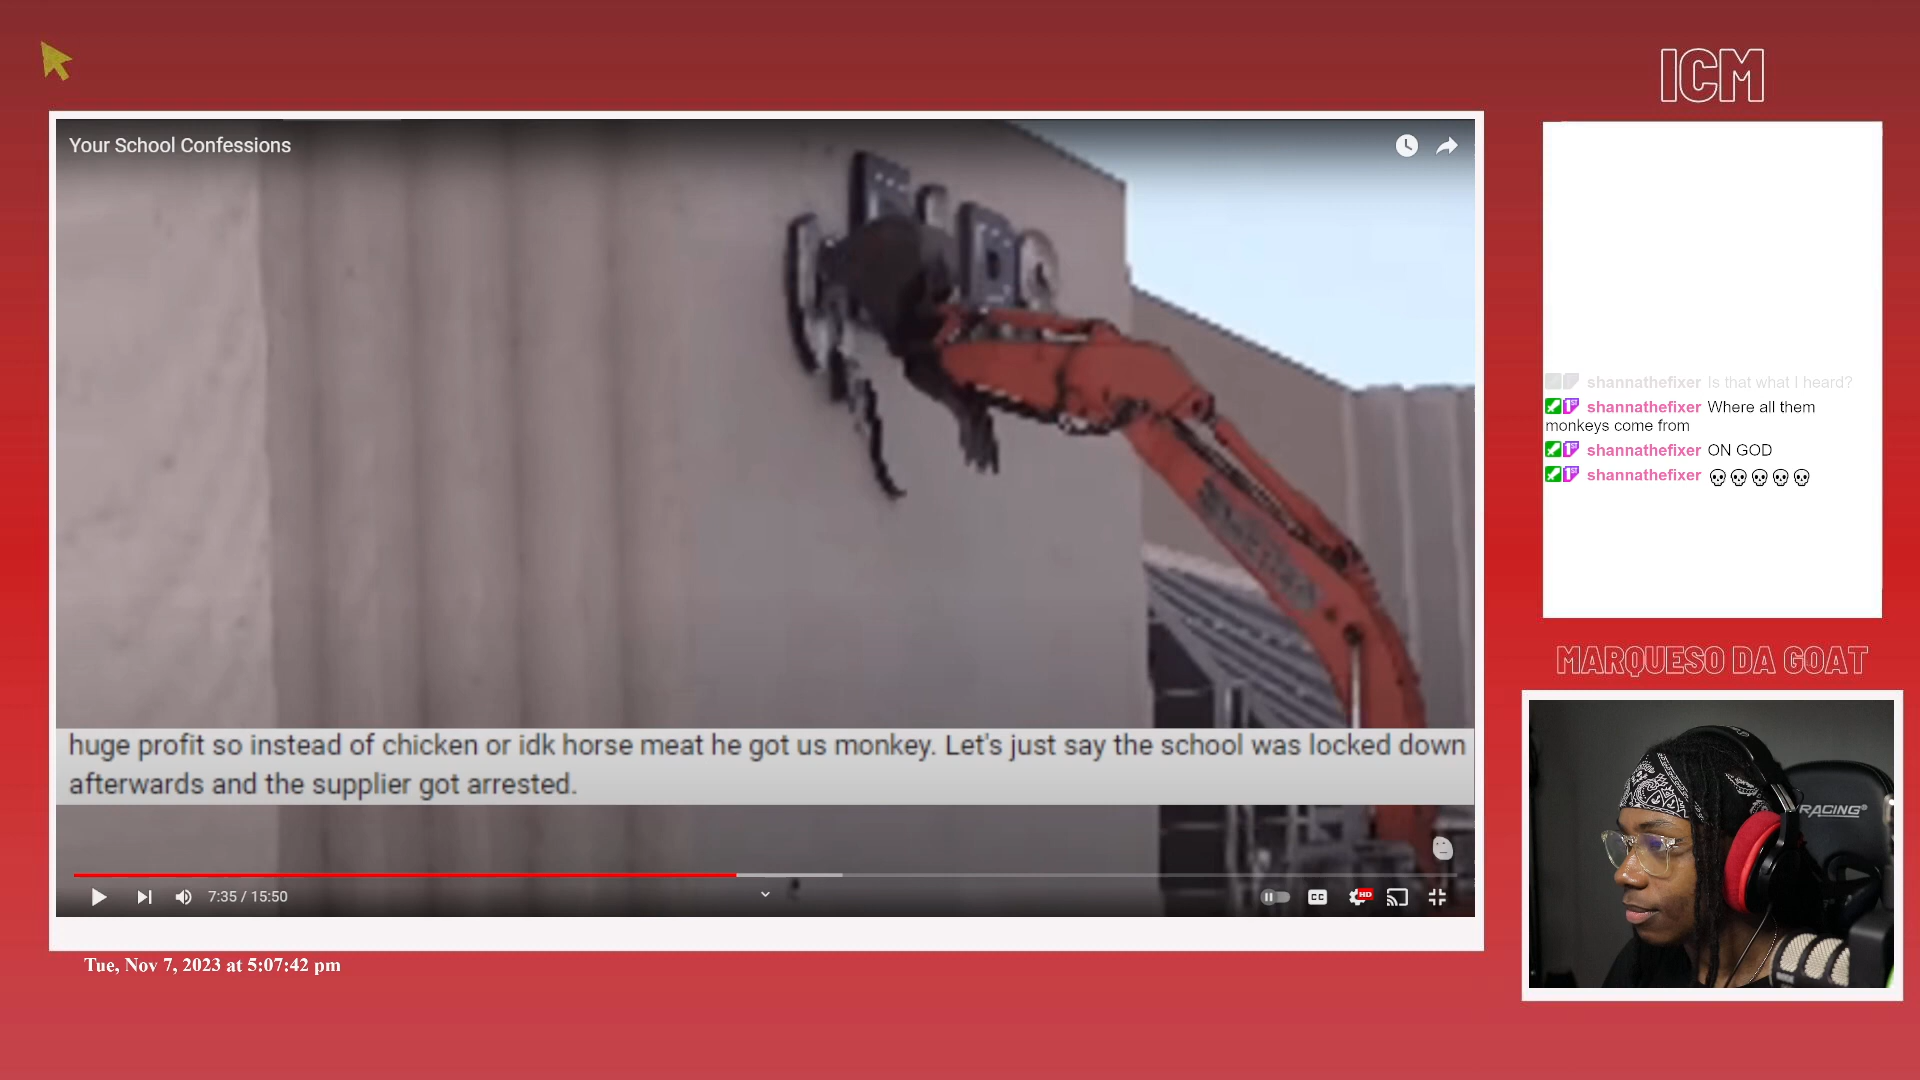 ICM
Your School Confessions
shannathefixer Is that what I heard?
shannathefixer Where all them
monkeys come from
shannathefixer ON GOD
shannathefixer 💀💀💀💀💀
MARQUESO DA GOAT
huge profit so instead of chicken or idk horse meat he got us monkey. Let's just say the school was locked down
afterwards and the supplier got arrested.
RACING
7:35 / 15:50
CC
HD
Tue, Nov 7, 2023 at 5:07:42 pm